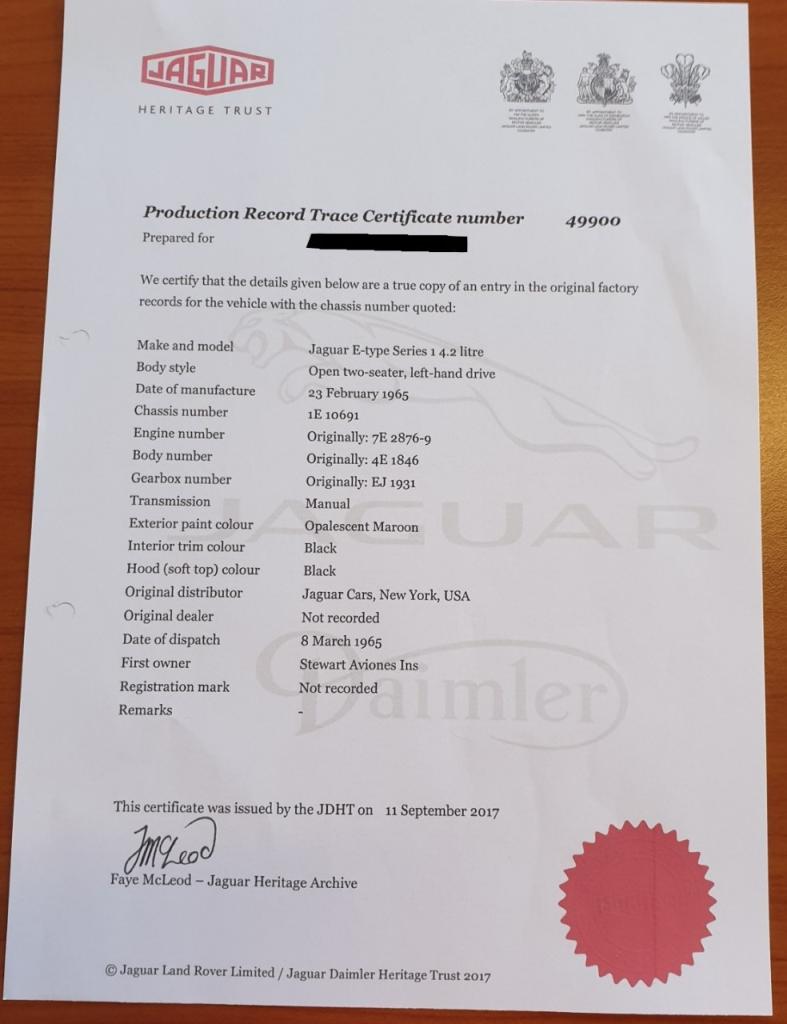 JAGUAR
HERITAGE TRUST
Production Record Trace Certificate number 49900
Prepared for
We certify that the details given below are a true copy of an entry in the original factory
records for the vehicle with the chassis number quoted:
Make and model Jaguar E-type Series 1 4.2 litre
Body style Open two-seater, left-hand drive
Date of manufacture 23 February 1965
Chassis number 1E 10691
Engine number Originally: 7E 2876-9
Body number Originally: 4E 1846
Gearbox number Originally: EJ 1931
Transmission Manual
Exterior paint colour Opalescent Maroon
Interior trim colour Black
Hood (soft top) colour Black
Original distributor Jaguar Cars, New York, USA
Original dealer Not recorded
Date of dispatch 8 March 1965
First owner Stewart Aviones Ins
Registration mark Not recorded
Remarks -
JAGUAR
Daimler
This certificate was issued by the JDHT on 11 September 2017
FMcLeod
Faye McLeod – Jaguar Heritage Archive
© Jaguar Land Rover Limited / Jaguar Daimler Heritage Trust 2017